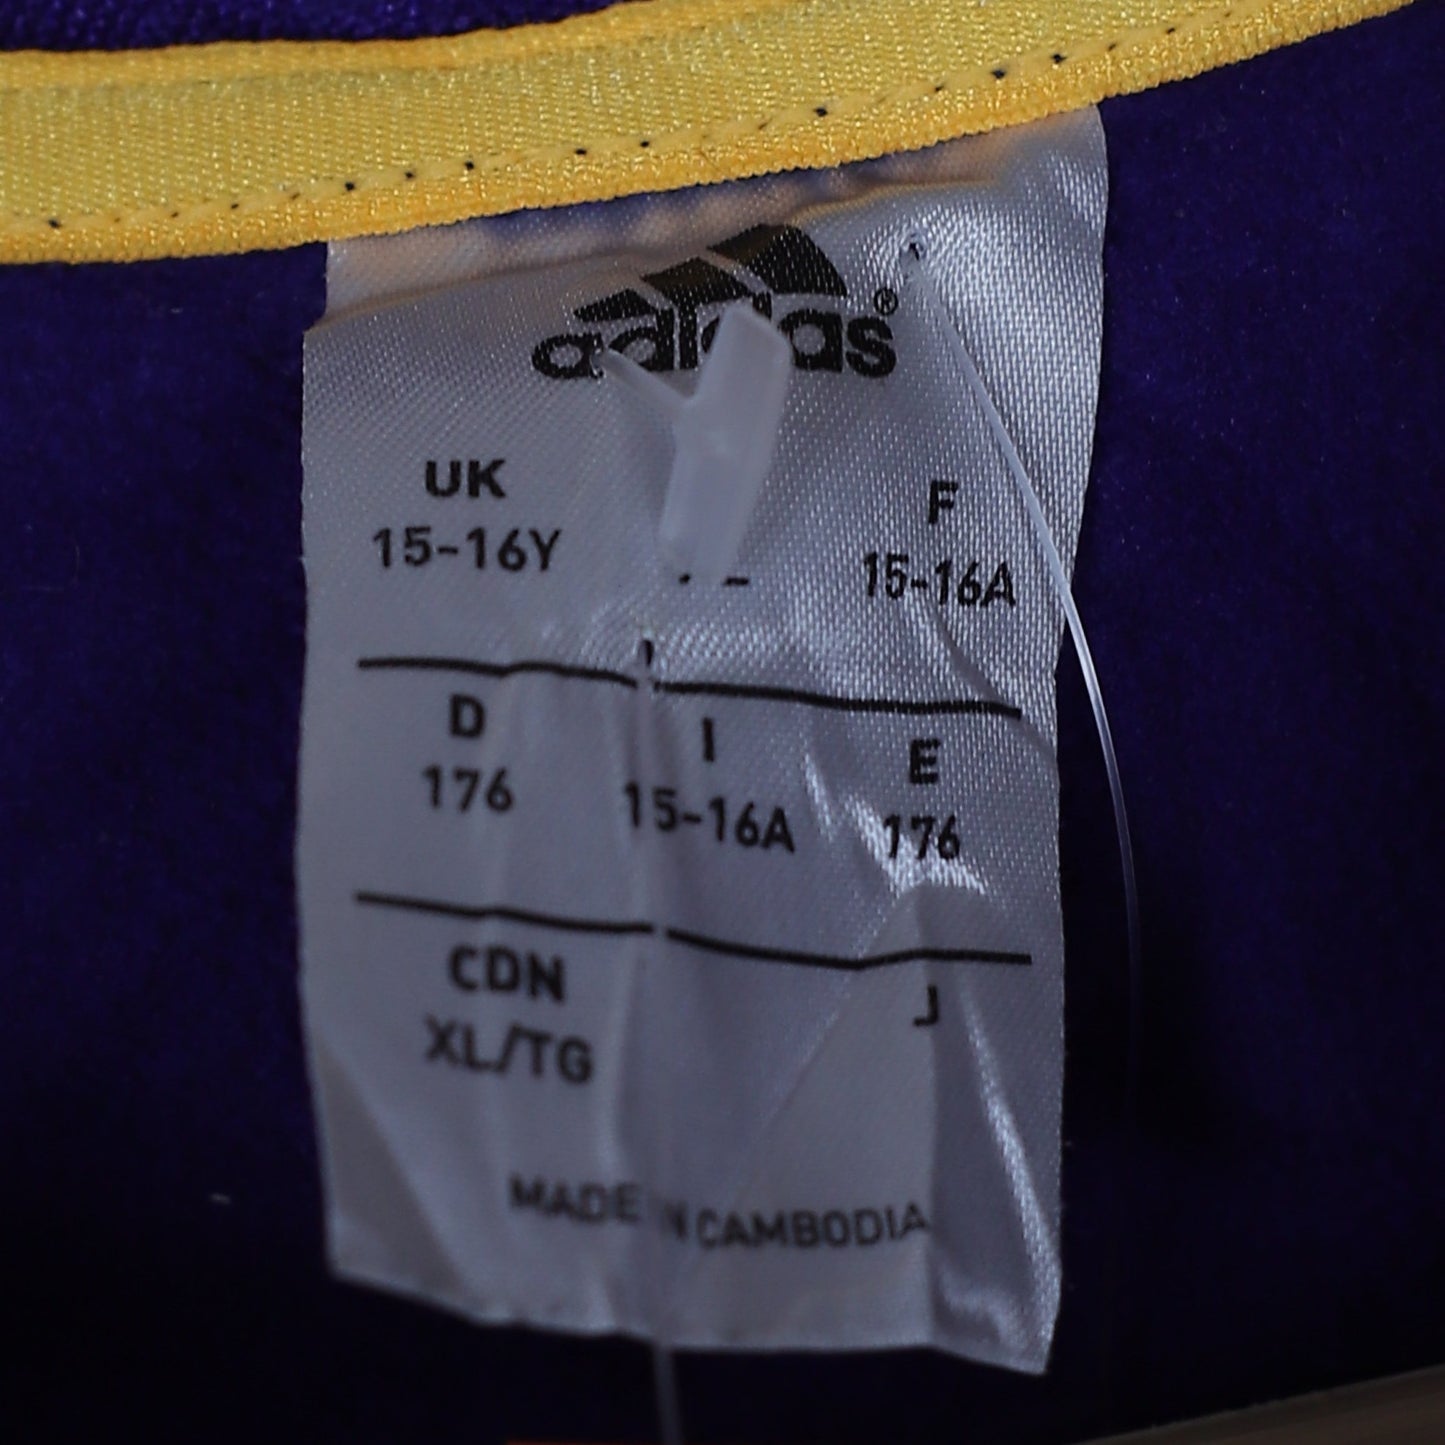 adidas®
UK F
15-16Y 15-16A
D I E
176 15-16A 176
CDN J
XL/TG
MADE IN CAMBODIA